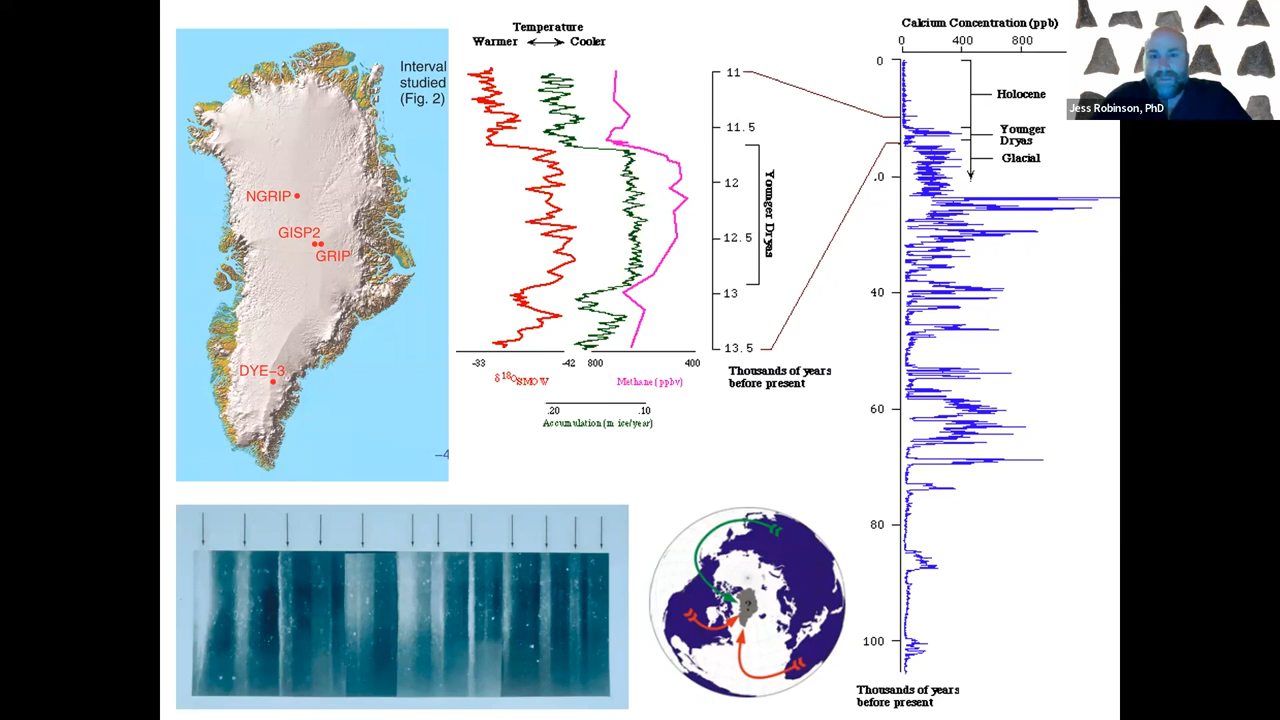 Interval
studied
(Fig. 2)
NGRIP
GISP2
GRIP
DYE–3
–4
Temperature
Warmer Cooler
11
11.5
12
12.5
13
13.5
Younger Dryas
-33 -42 800 400
δ18OSMOW Methane (ppbv)
Thousands of years
before present
.20 .10
Accumulation (m ice/year)
Calcium Concentration (ppb)
0 400 800
0
Holocene
Younger
Dryas
Glacial
.0
40
60
80
100
Thousands of years
before present
?
Jess Robinson, PhD